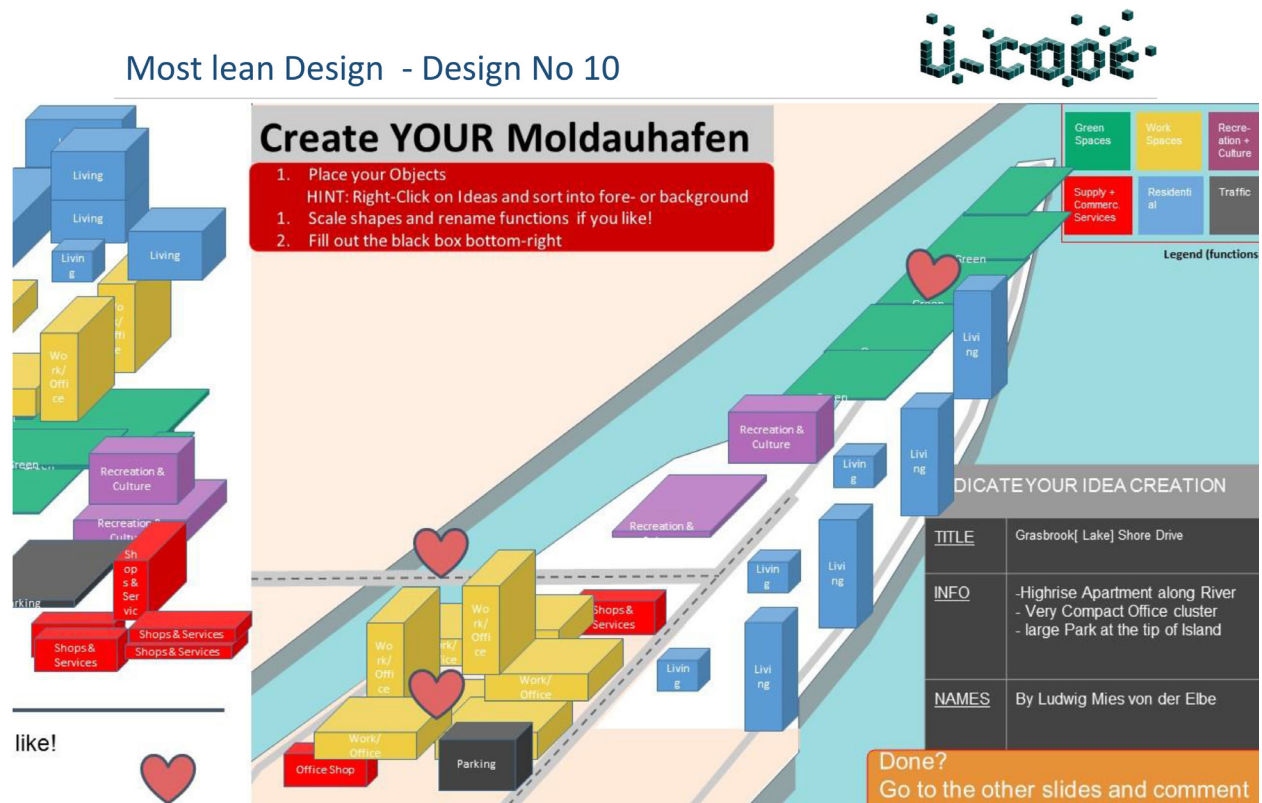 Most lean Design - Design No 10
U-CODE
Create YOUR Moldauhafen
1. Place your Objects
HINT: Right-Click on Ideas and sort into fore- or background
1. Scale shapes and rename functions if you like!
2. Fill out the black box bottom-right
Green
Spaces
Work
Spaces
Recre-
ation +
Culture
Supply +
Commerc.
Services
Residenti
al
Traffic
Legend (functions
Living
Living
Livin
g
Living
Wo
rk/
Offi
ce
Recreation &
Culture
Recreation &
Sh
op
s &
Ser
vic
Shops &
Services
Shops & Services
Shops & Services
like!
Green
Livi
ng
Recreation &
Culture
Livi
ng
Livin
g
Recreation &
Livin
g
Livi
ng
Shops &
Services
Wo
rk/
Offi
ce
Wo
rk/
Offi
ce
Work/
Office
Livin
g
Livi
ng
Work/
Office
Office Shop
Parking
DICATE YOUR IDEA CREATION
TITLE
Grasbrook[ Lake] Shore Drive
INFO
-Highrise Apartment along River
- Very Compact Office cluster
- large Park at the tip of Island
NAMES
By Ludwig Mies von der Elbe
Done?
Go to the other slides and comment